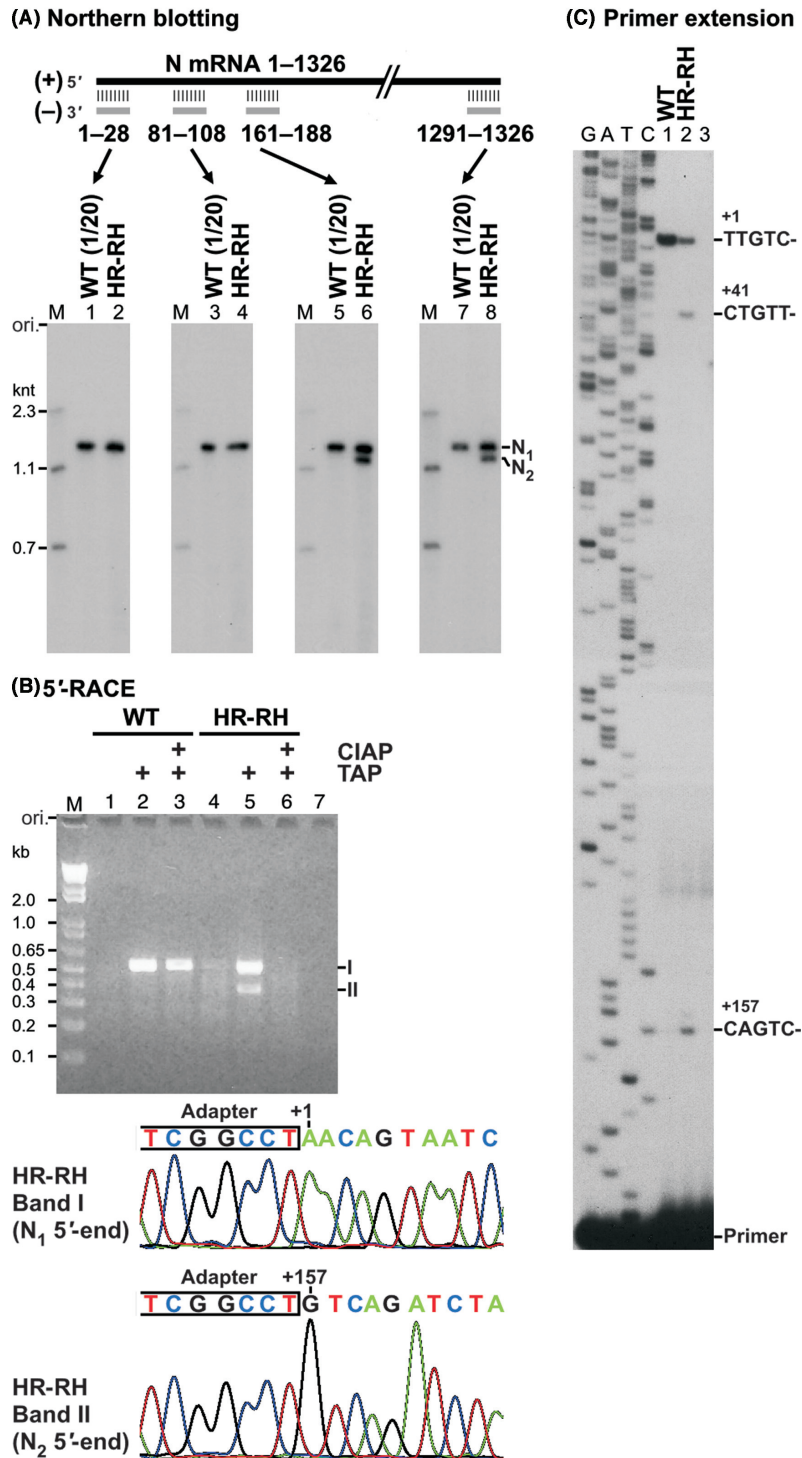 (A) Northern blotting
N mRNA 1–1326
(+) 5′
(–) 3′
1–28 81–108 161–188 1291–1326
WT (1/20) HR-RH WT (1/20) HR-RH WT (1/20) HR-RH WT (1/20) HR-RH
M 1 2 M 3 4 M 5 6 M 7 8
ori.
knt
2.3
1.1
0.7
N1
N2
(B) 5′-RACE
WT HR-RH
+ + CIAP
+ + + + TAP
M 1 2 3 4 5 6 7
ori.
kb
2.0
1.0
0.65
0.5
0.4
0.3
0.2
0.1
I
II
Adapter +1
TCGGCCTAACAGTAATC
HR-RH
Band I
(N1 5′-end)
Adapter +157
TCGGCCTGTCAGATCTA
HR-RH
Band II
(N2 5′-end)
(C) Primer extension
WT HR-RH
G A T C 1 2 3
+1
TTGTC-
+41
CTGTT-
+157
CAGTC-
Primer